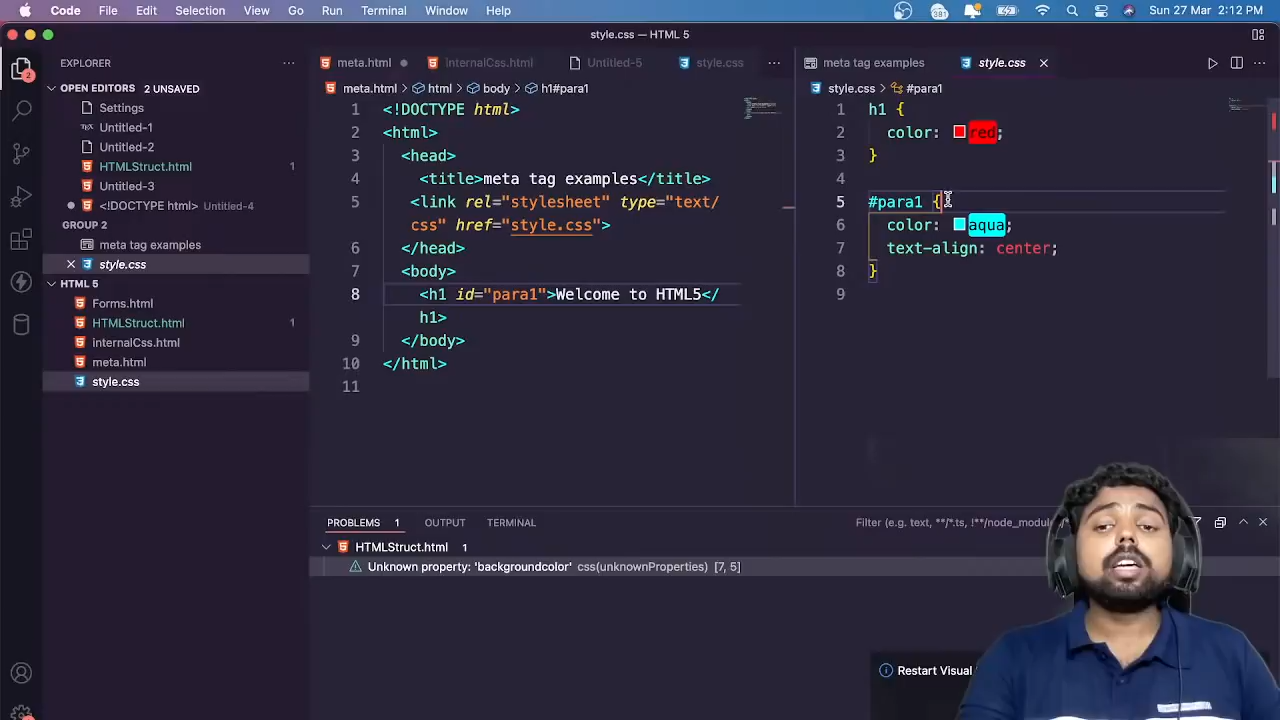 Code File Edit Selection View Go Run Terminal Window Help 381 Sun 27 Mar 2:12 PM
style.css — HTML 5
EXPLORER
2
OPEN EDITORS 2 UNSAVED
Settings
Untitled-1
Untitled-2
HTMLStruct.html 1
Untitled-3
<!DOCTYPE html> Untitled-4
GROUP 2
meta tag examples
style.css
HTML 5
Forms.html
HTMLStruct.html 1
internalCss.html
meta.html
style.css
meta.html internalCss.html Untitled-5 style.css
meta.html html body h1#para1
1 <!DOCTYPE html>
2 <html>
3 <head>
4 <title>meta tag examples</title>
5 <link rel="stylesheet" type="text/
css" href="style.css">
6 </head>
7 <body>
8 <h1 id="para1">Welcome to HTML5</
h1>
9 </body>
10 </html>
11
meta tag examples style.css
style.css #para1
1 h1 {
2 color: red;
3 }
4
5 #para1 {
6 color: aqua;
7 text-align: center;
8 }
9
PROBLEMS 1 OUTPUT TERMINAL Filter (e.g. text, **/*.ts, !**/node_modu
HTMLStruct.html 1
Unknown property: 'backgroundcolor' css(unknownProperties) [7, 5]
Restart Visual